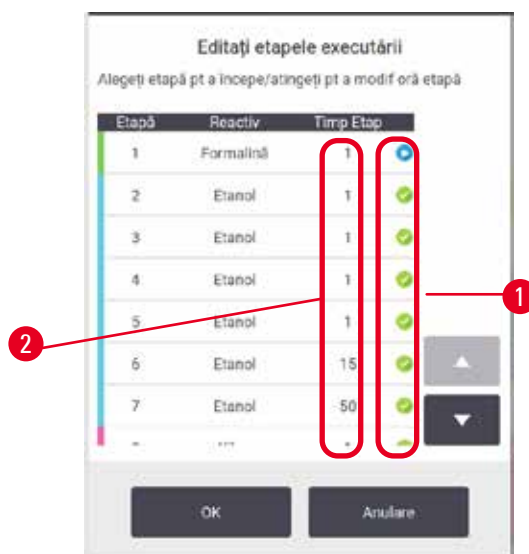 Editați etapele executării
Alegeți etapă pt a începe/atingeți pt a modif oră etapă
Etapă Reactiv Timp Etap
1 Formalină 1
2 Etanol 1
3 Etanol 1
4 Etanol 1
5 Etanol 1
6 Etanol 15
7 Etanol 50
1
2
OK Anulare